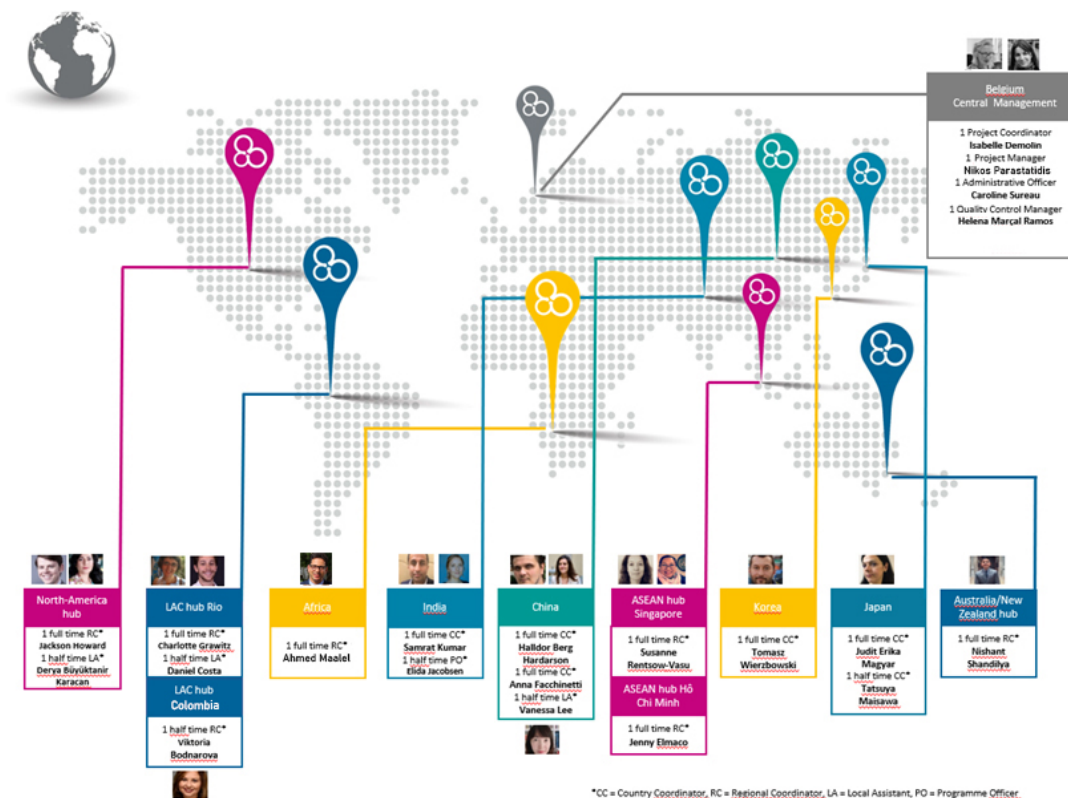 Belgium
Central Management
1 Project Coordinator
Isabelle Demolin
1 Project Manager
Nikos Parastatidis
1 Administrative Officer
Caroline Sureau
1 Quality Control Manager
Helena Marçal Ramos
North-America
hub
1 full time RC*
Jackson Howard
1 half time LA*
Derya Büyüktanir
Karacan
LAC hub Rio
1 full time RC*
Charlotte Grawitz
1 half time LA*
Daniel Costa
LAC hub
Colombia
1 half time RC*
Viktoria
Bodnarova
Africa
1 full time RC*
Ahmed Maalel
India
1 full time CC*
Samrat Kumar
1 half time PO*
Elida Jacobsen
China
1 full time CC*
Halldor Berg
Hardarson
1 full time CC*
Anna Facchinetti
1 half time LA*
Vanessa Lee
ASEAN hub
Singapore
1 full time RC*
Susanne
Rentsow-Vasu
ASEAN hub Hô
Chi Minh
1 full time RC*
Jenny Elmaco
Korea
1 full time CC*
Tomasz
Wierzbowski
Japan
1 full time CC*
Judit Erika
Magyar
1 half time CC*
Tatsuya
Maisawa
Australia/New
Zealand hub
1 full time RC*
Nishant
Shandilya
*CC = Country Coordinator, RC = Regional Coordinator, LA = Local Assistant, PO = Programme Officer